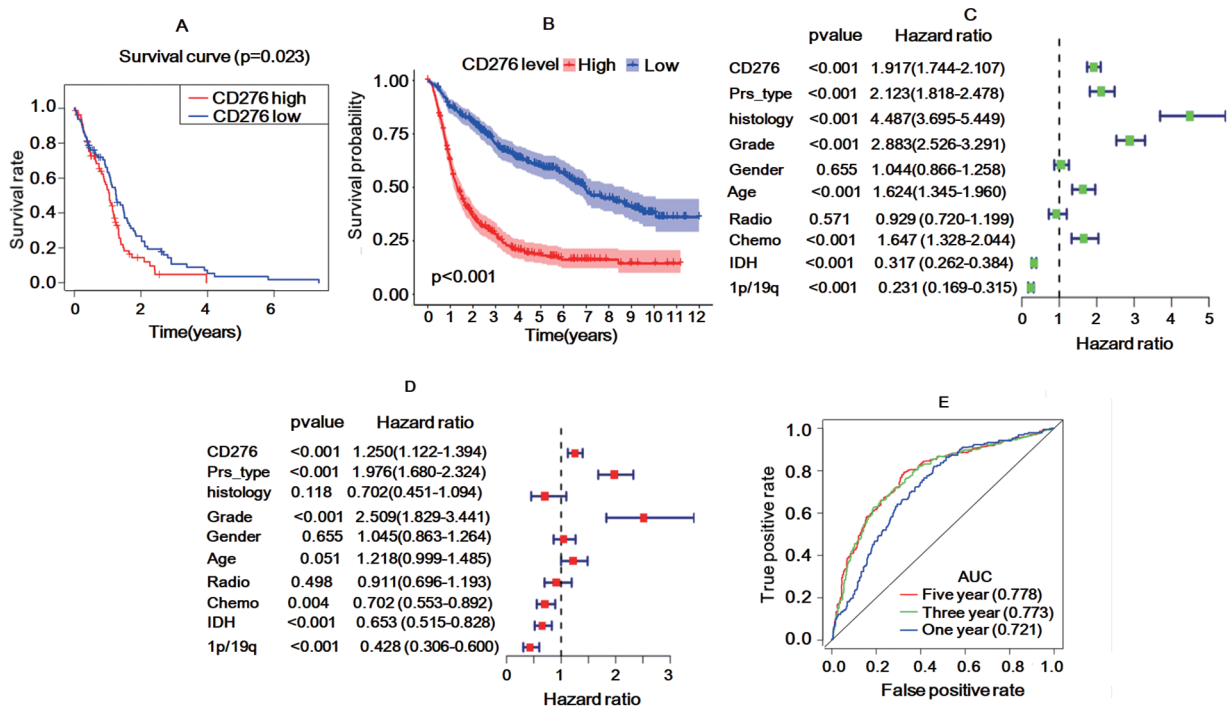 A
Survival curve (p=0.023)
CD276 high
CD276 low
1.0
0.8
0.6
0.4
0.2
0.0
Survival rate
0 2 4 6
Time(years)
B
CD276 level High Low
1.00
0.75
0.50
0.25
0.00
Survival probability
p<0.001
0 1 2 3 4 5 6 7 8 9 10 11 12
Time(years)
C
pvalue Hazard ratio
CD276 <0.001 1.917(1.744-2.107)
Prs_type <0.001 2.123(1.818-2.478)
histology <0.001 4.487(3.695-5.449)
Grade <0.001 2.883(2.526-3.291)
Gender 0.655 1.044(0.866-1.258)
Age <0.001 1.624(1.345-1.960)
Radio 0.571 0.929 (0.720-1.199)
Chemo <0.001 1.647 (1.328-2.044)
IDH <0.001 0.317 (0.262-0.384)
1p/19q <0.001 0.231 (0.169-0.315)
0 1 2 3 4 5
Hazard ratio
D
pvalue Hazard ratio
CD276 <0.001 1.250(1.122-1.394)
Prs_type <0.001 1.976(1.680-2.324)
histology 0.118 0.702(0.451-1.094)
Grade <0.001 2.509(1.829-3.441)
Gender 0.655 1.045(0.863-1.264)
Age 0.051 1.218(0.999-1.485)
Radio 0.498 0.911(0.696-1.193)
Chemo 0.004 0.702 (0.553-0.892)
IDH <0.001 0.653 (0.515-0.828)
1p/19q <0.001 0.428 (0.306-0.600)
0 1 2 3
Hazard ratio
E
1.0
0.8
0.6
0.4
0.2
0.0
True positive rate
AUC
Five year (0.778)
Three year (0.773)
One year (0.721)
0.0 0.2 0.4 0.6 0.8 1.0
False positive rate